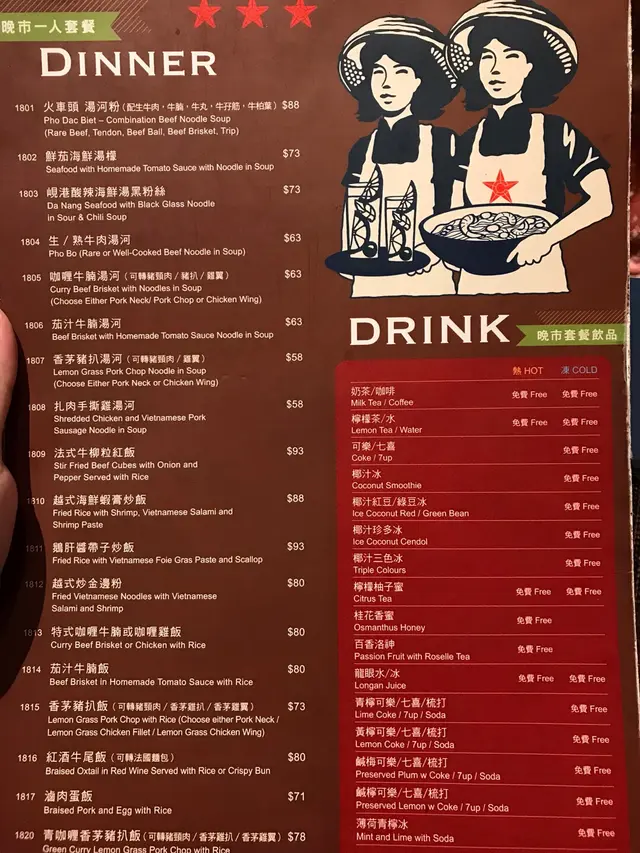 晚市一人套餐
DINNER
1801 火車頭 湯河粉（配生牛肉，牛腩，牛丸，牛孖筋，牛柏葉） $88
Pho Dac Biet – Combination Beef Noodle Soup
(Rare Beef, Tendon, Beef Ball, Beef Brisket, Trip)
1802 鮮茄海鮮湯檬 $73
Seafood with Homemade Tomato Sauce with Noodle in Soup
1803 峴港酸辣海鮮湯黑粉絲 $73
Da Nang Seafood with Black Glass Noodle
in Sour & Chili Soup
1804 生 / 熟牛肉湯河 $63
Pho Bo (Rare or Well-Cooked Beef Noodle in Soup)
1805 咖喱牛腩湯河（可轉豬頸肉 / 豬扒 / 雞翼） $63
Curry Beef Brisket with Noodles in Soup
(Choose Either Pork Neck/ Pork Chop or Chicken Wing)
1806 茄汁牛腩湯河 $63
Beef Brisket with Homemade Tomato Sauce Noodle in Soup
1807 香茅豬扒湯河（可轉豬頸肉 / 雞翼） $58
Lemon Grass Pork Chop Noodle in Soup
(Choose Either Pork Neck or Chicken Wing)
1808 扎肉手撕雞湯河 $58
Shredded Chicken and Vietnamese Pork
Sausage Noodle in Soup
1809 法式牛柳粒紅飯 $93
Stir Fried Beef Cubes with Onion and
Pepper Served with Rice
1810 越式海鮮蝦膏炒飯 $88
Fried Rice with Shrimp, Vietnamese Salami and
Shrimp Paste
1811 鵝肝醬帶子炒飯 $93
Fried Rice with Vietnamese Foie Gras Paste and Scallop
1812 越式炒金邊粉 $80
Fried Vietnamese Noodles with Vietnamese
Salami and Shrimp
1813 特式咖喱牛腩或咖喱雞飯 $80
Curry Beef Brisket or Chicken with Rice
1814 茄汁牛腩飯 $80
Beef Brisket in Homemade Tomato Sauce with Rice
1815 香茅豬扒飯（可轉豬頸肉 / 香茅雞扒 / 香茅雞翼） $73
Lemon Grass Pork Chop with Rice (Choose either Pork Neck /
Lemon Grass Chicken Fillet / Lemon Grass Chicken Wing)
1816 紅酒牛尾飯（可轉法國麵包） $80
Braised Oxtail in Red Wine Served with Rice or Crispy Bun
1817 滷肉蛋飯 $71
Braised Pork and Egg with Rice
1820 青咖喱香茅豬扒飯（可轉豬頸肉 / 香茅雞扒 / 香茅雞翼） $78
Green Curry Lemon Grass Pork Chop with Rice
DRINK
晚市套餐飲品
熱 HOT 凍 COLD
奶茶/咖啡 免費 Free 免費 Free
Milk Tea / Coffee
檸檬茶/水 免費 Free 免費 Free
Lemon Tea / Water
可樂/七喜 免費 Free
Coke / 7up
椰汁冰 免費 Free
Coconut Smoothie
椰汁紅豆/綠豆冰 免費 Free
Ice Coconut Red / Green Bean
椰汁珍多冰 免費 Free
Ice Coconut Cendol
椰汁三色冰 免費 Free
Triple Colours
檸檬柚子蜜 免費 Free 免費 Free
Citrus Tea
桂花香蜜 免費 Free
Osmanthus Honey
百香洛神 免費 Free
Passion Fruit with Roselle Tea
龍眼水/冰 免費 Free 免費 Free
Longan Juice
青檸可樂/七喜/梳打 免費 Free
Lime Coke / 7up / Soda
黃檸可樂/七喜/梳打 免費 Free
Lemon Coke / 7up / Soda
鹹梅可樂/七喜/梳打 免費 Free
Preserved Plum w Coke / 7up / Soda
鹹檸可樂/七喜/梳打 免費 Free
Preserved Lemon w Coke / 7up / Soda
薄荷青檸冰 免費 Free
Mint and Lime with Soda